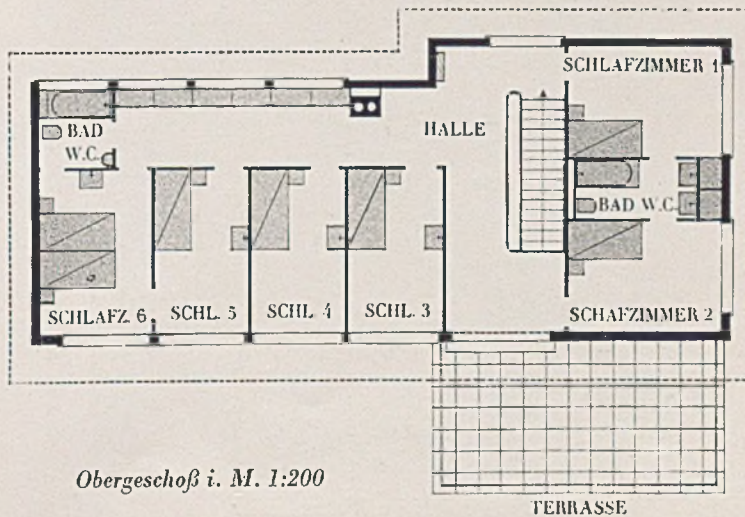 SCHLAFZIMMER 1
BAD
HALLE
W.C.
BAD W.C.
SCHLAFZ. 6
SCHL. 5
SCHL. 4
SCHL. 3
SCHAFZIMMER 2
Obergeschoß i. M. 1:200
TERRASSE